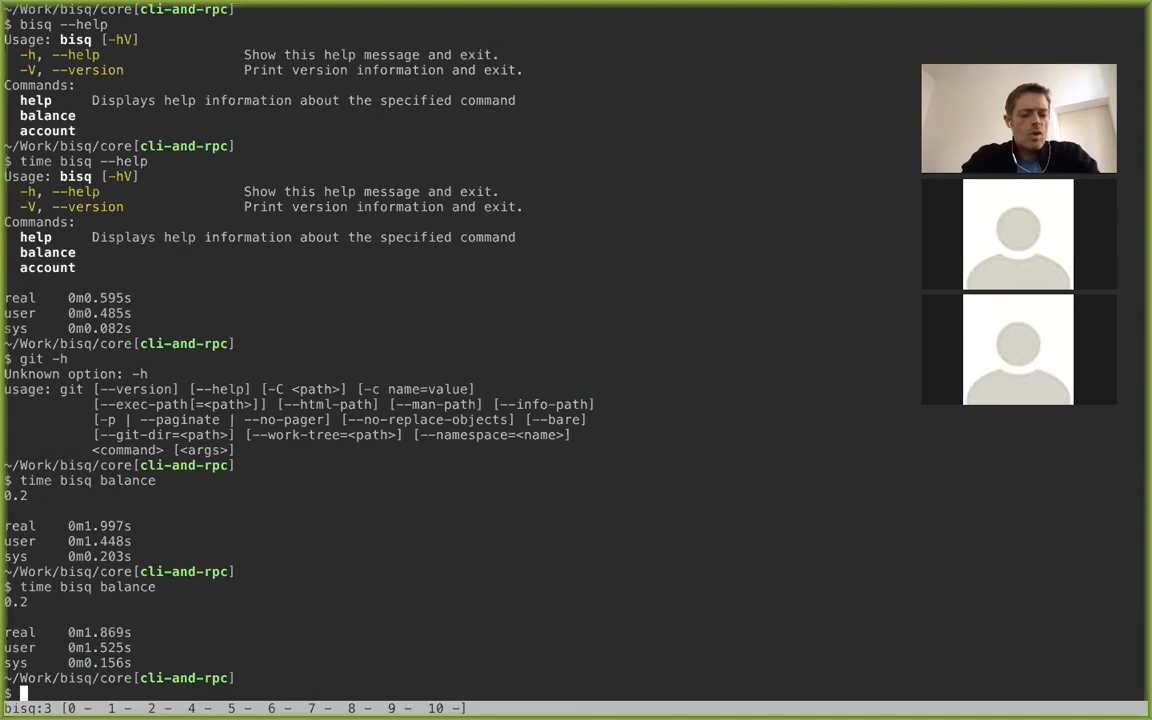 ~/Work/bisq/core[cli-and-rpc]
$ bisq --help
Usage: bisq [-hV]
  -h, --help                  Show this help message and exit.
  -V, --version               Print version information and exit.
Commands:
  help     Displays help information about the specified command
  balance
  account
~/Work/bisq/core[cli-and-rpc]
$ time bisq --help
Usage: bisq [-hV]
  -h, --help                  Show this help message and exit.
  -V, --version               Print version information and exit.
Commands:
  help     Displays help information about the specified command
  balance
  account

real    0m0.595s
user    0m0.485s
sys     0m0.082s
~/Work/bisq/core[cli-and-rpc]
$ git -h
Unknown option: -h
usage: git [--version] [--help] [-C <path>] [-c name=value]
           [--exec-path[=<path>]] [--html-path] [--man-path] [--info-path]
           [-p | --paginate | --no-pager] [--no-replace-objects] [--bare]
           [--git-dir=<path>] [--work-tree=<path>] [--namespace=<name>]
           <command> [<args>]
~/Work/bisq/core[cli-and-rpc]
$ time bisq balance
0.2

real    0m1.997s
user    0m1.448s
sys     0m0.203s
~/Work/bisq/core[cli-and-rpc]
$ time bisq balance
0.2

real    0m1.869s
user    0m1.525s
sys     0m0.156s
~/Work/bisq/core[cli-and-rpc]
$
bisq:3 [0 -  1 -  2 -  4 -  5 -  6 -  7 -  8 -  9 -  10 -]